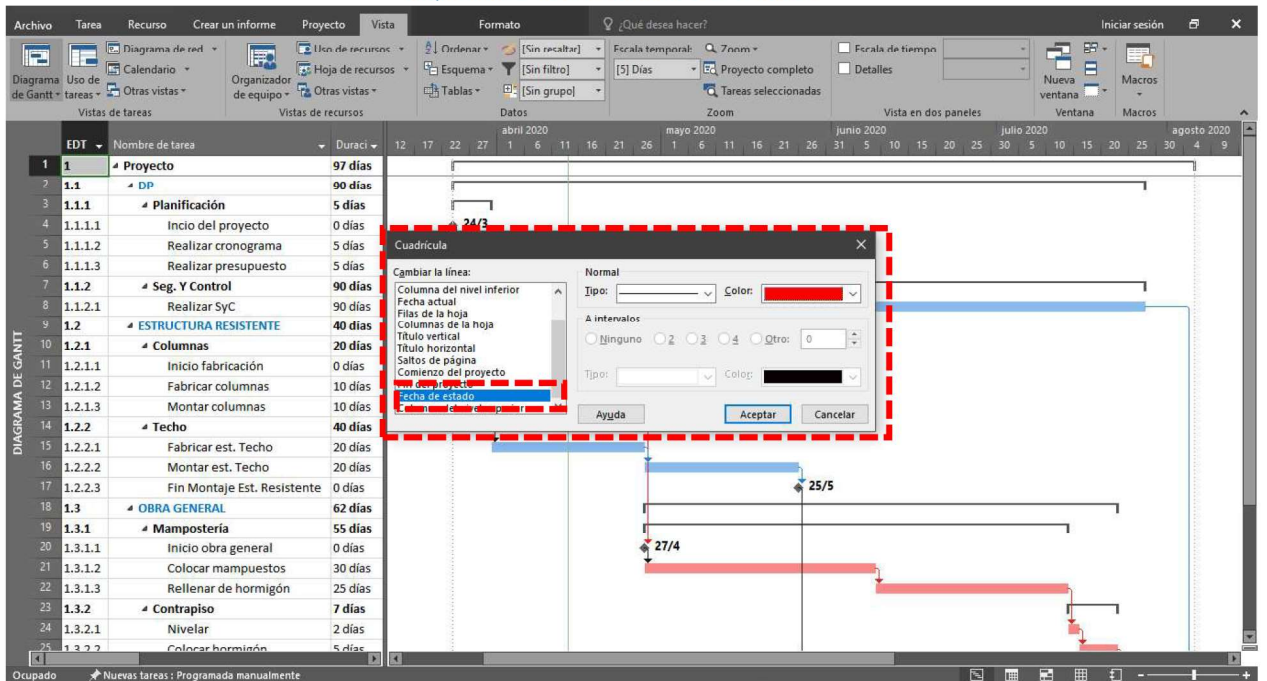 Archivo Tarea Recurso Crear un informe Proyecto Vista Formato ¿Qué desea hacer? Iniciar sesión
Diagrama de Gantt
Uso de tareas
Diagrama de red
Calendario
Otras vistas
Vistas de tareas
Organizador de equipo
Uso de recursos
Hoja de recursos
Otras vistas
Vistas de recursos
Ordenar
Esquema
Tablas
[Sin resaltar]
[Sin filtro]
[Sin grupo]
Datos
Escala temporal:
[5] Días
Zoom
Proyecto completo
Tareas seleccionadas
Zoom
Escala de tiempo
Detalles
Vista en dos paneles
Nueva ventana
Ventana
Macros
Macros
abril 2020 mayo 2020 junio 2020 julio 2020 agosto 2020
EDT Nombre de tarea Duraci 12 17 22 27 1 6 11 16 21 26 1 6 11 16 21 26 31 5 10 15 20 25 30 5 10 15 20 25 30 4 9
1 1 Proyecto 97 días
2 1.1 DP 90 días
3 1.1.1 Planificación 5 días
4 1.1.1.1 Incio del proyecto 0 días 24/3
5 1.1.1.2 Realizar cronograma 5 días
6 1.1.1.3 Realizar presupuesto 5 días
7 1.1.2 Seg. Y Control 90 días
8 1.1.2.1 Realizar SyC 90 días
9 1.2 ESTRUCTURA RESISTENTE 40 días
10 1.2.1 Columnas 20 días
11 1.2.1.1 Inicio fabricación 0 días
12 1.2.1.2 Fabricar columnas 10 días
13 1.2.1.3 Montar columnas 10 días
14 1.2.2 Techo 40 días
15 1.2.2.1 Fabricar est. Techo 20 días
16 1.2.2.2 Montar est. Techo 20 días
17 1.2.2.3 Fin Montaje Est. Resistente 0 días 25/5
18 1.3 OBRA GENERAL 62 días
19 1.3.1 Mampostería 55 días
20 1.3.1.1 Inicio obra general 0 días 27/4
21 1.3.1.2 Colocar mampuestos 30 días
22 1.3.1.3 Rellenar de hormigón 25 días
23 1.3.2 Contrapiso 7 días
24 1.3.2.1 Nivelar 2 días
25 1.3.2.2 Colocar hormigón 5 días
DIAGRAMA DE GANTT
Cuadrícula
Cambiar la línea:
Columna del nivel inferior
Fecha actual
Filas de la hoja
Columnas de la hoja
Título vertical
Título horizontal
Saltos de página
Comienzo del proyecto
Fin del proyecto
Fecha de estado
Normal
Tipo: Color:
A intervalos
Ninguno 2 3 4 Otro: 0
Tipo: Color:
Ayuda Aceptar Cancelar
Ocupado Nuevas tareas : Programada manualmente